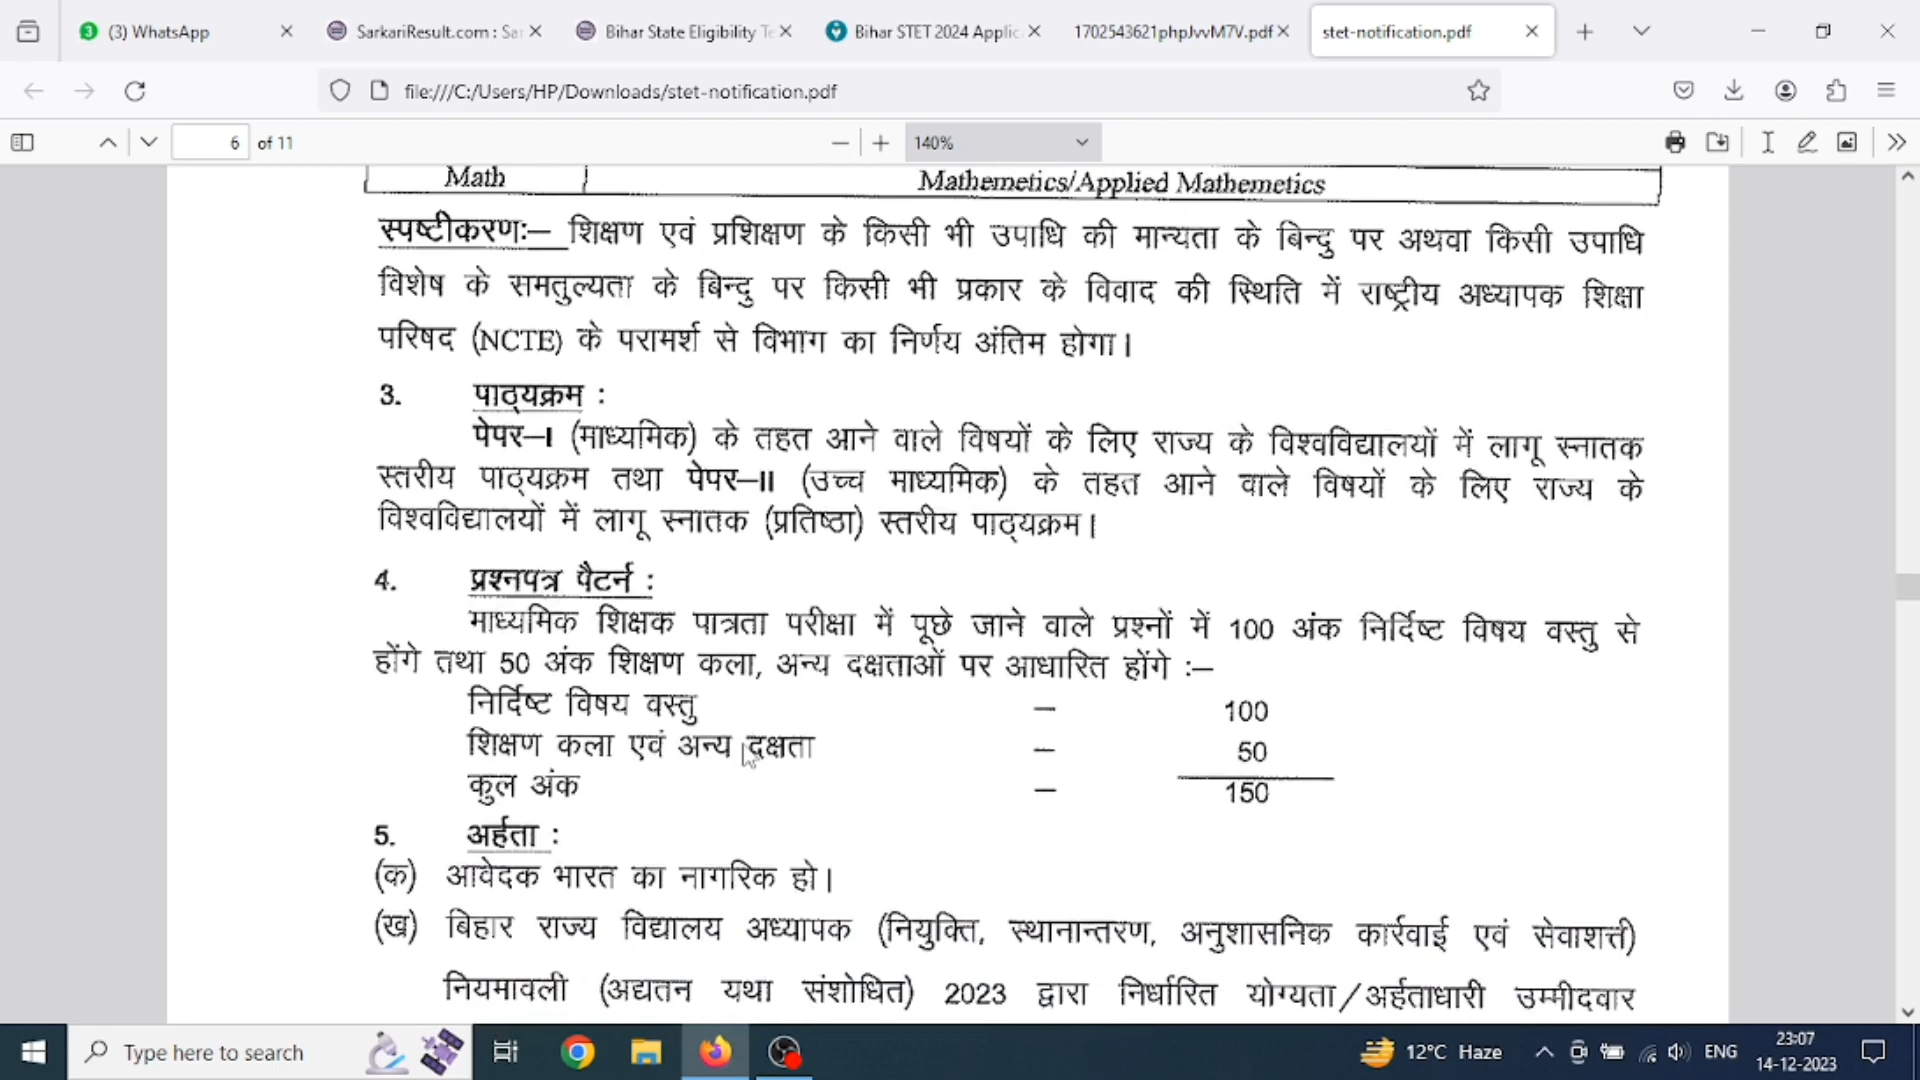 (3) WhatsApp
SarkariResult.com : Sar
Bihar State Eligibility Te
Bihar STET 2024 Applic
1702543621phpJvvM7V.pdf
stet-notification.pdf
file:///C:/Users/HP/Downloads/stet-notification.pdf
6 of 11
140%
Math Mathemetics/Applied Mathemetics
स्पष्टीकरणः– शिक्षण एवं प्रशिक्षण के किसी भी उपाधि की मान्यता के बिन्दु पर अथवा किसी उपाधि
विशेष के समतुल्यता के बिन्दु पर किसी भी प्रकार के विवाद की स्थिति में राष्ट्रीय अध्यापक शिक्षा
परिषद (NCTE) के परामर्श से विभाग का निर्णय अंतिम होगा।
3. पाठ्यक्रम :
पेपर–I (माध्यमिक) के तहत आने वाले विषयों के लिए राज्य के विश्वविद्यालयों में लागू स्नातक
स्तरीय पाठ्यक्रम तथा पेपर–II (उच्च माध्यमिक) के तहत आने वाले विषयों के लिए राज्य के
विश्वविद्यालयों में लागू स्नातक (प्रतिष्ठा) स्तरीय पाठ्यक्रम।
4. प्रश्नपत्र पैटर्न :
माध्यमिक शिक्षक पात्रता परीक्षा में पूछे जाने वाले प्रश्नों में 100 अंक निर्दिष्ट विषय वस्तु से
होंगे तथा 50 अंक शिक्षण कला, अन्य दक्षताओं पर आधारित होंगे :–
निर्दिष्ट विषय वस्तु – 100
शिक्षण कला एवं अन्य दक्षता – 50
कुल अंक – 150
5. अर्हता :
(क) आवेदक भारत का नागरिक हो।
(ख) बिहार राज्य विद्यालय अध्यापक (नियुक्ति, स्थानान्तरण, अनुशासनिक कार्रवाई एवं सेवाशर्त्त)
नियमावली (अद्यतन यथा संशोधित) 2023 द्वारा निर्धारित योग्यता/अर्हताधारी उम्मीदवार
Type here to search
12°C Haze
ENG
23:07
14-12-2023